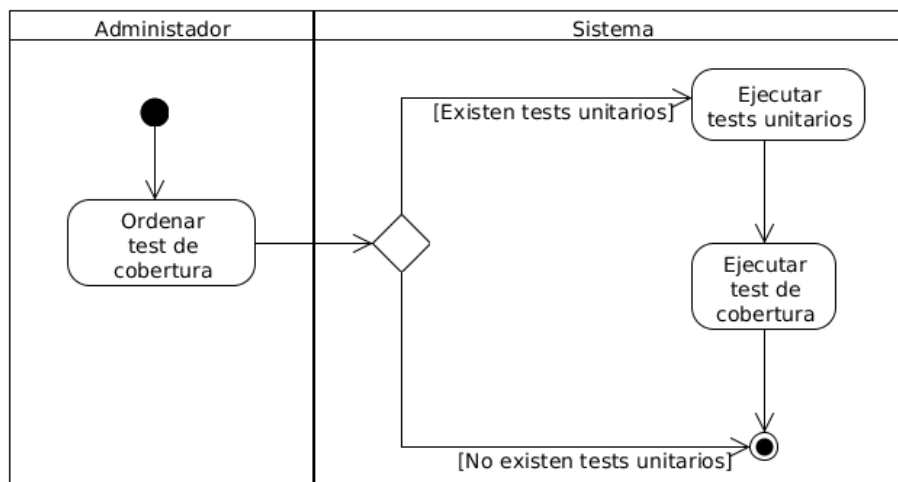 Administador
Sistema
[Existen tests unitarios]
Ejecutar
tests unitarios
Ordenar
test de
cobertura
Ejecutar
test de
cobertura
[No existen tests unitarios]